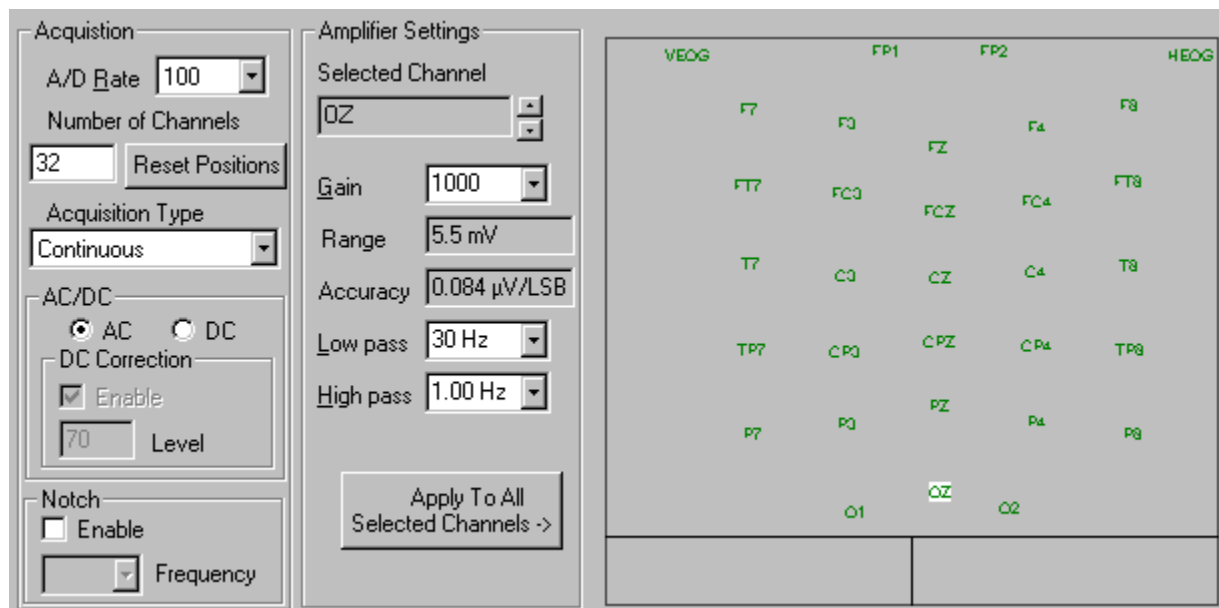 Acquistion
A/D Rate 100
Number of Channels
32 Reset Positions
Acquisition Type
Continuous
AC/DC
AC DC
DC Correction
Enable
70 Level
Notch
Enable
Frequency
Amplifier Settings
Selected Channel
OZ
Gain 1000
Range 5.5 mV
Accuracy 0.084 µV/LSB
Low pass 30 Hz
High pass 1.00 Hz
Apply To All
Selected Channels ->
VEOG FP1 FP2 HEOG
F7 F3 FZ F4 F8
FT7 FC3 FCZ FC4 FT8
T7 C3 CZ C4 T8
TP7 CP3 CPZ CP4 TP8
P7 P3 PZ P4 P8
O1 OZ O2